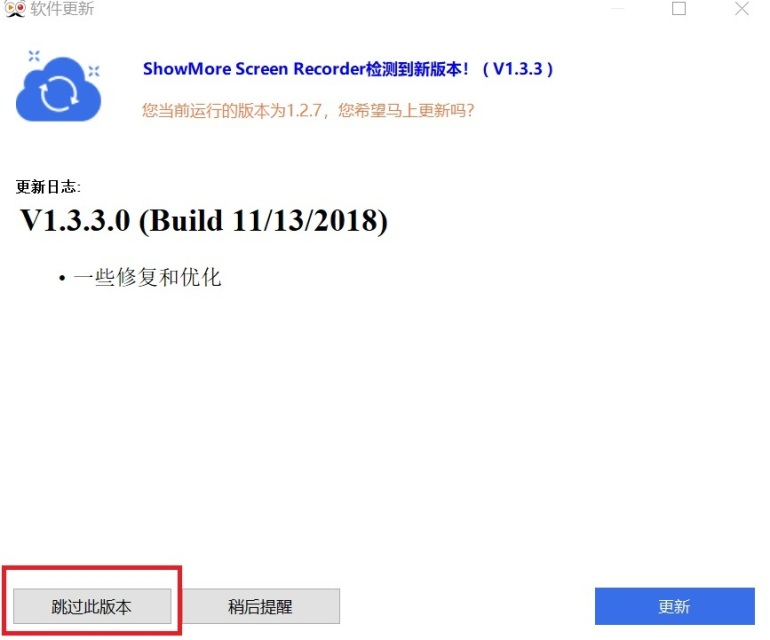 软件更新
ShowMore Screen Recorder检测到新版本！（V1.3.3）
您当前运行的版本为1.2.7，您希望马上更新吗?
更新日志:
V1.3.3.0 (Build 11/13/2018)
• 一些修复和优化
跳过此版本 稍后提醒 更新